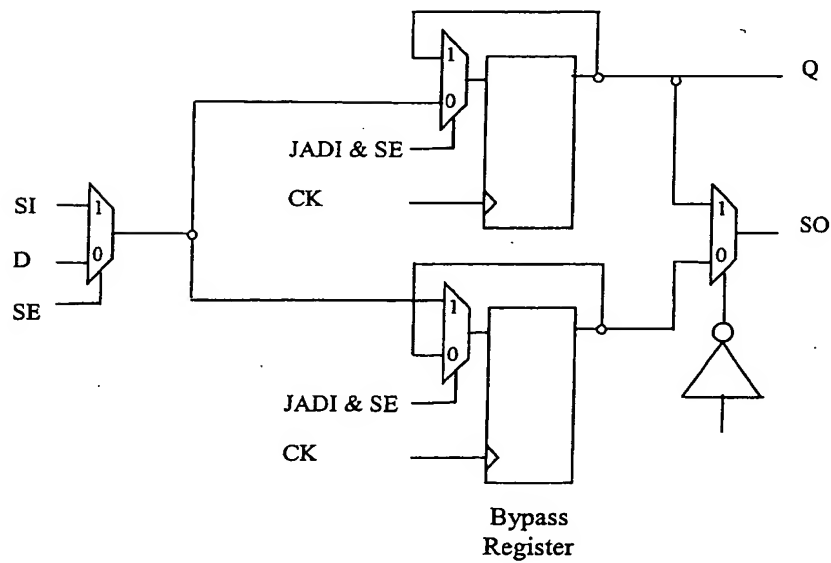 1
Q
0
JADI & SE
CK
SI
1
1
SO
D
0
0
SE
1
0
JADI & SE
CK
Bypass
Register